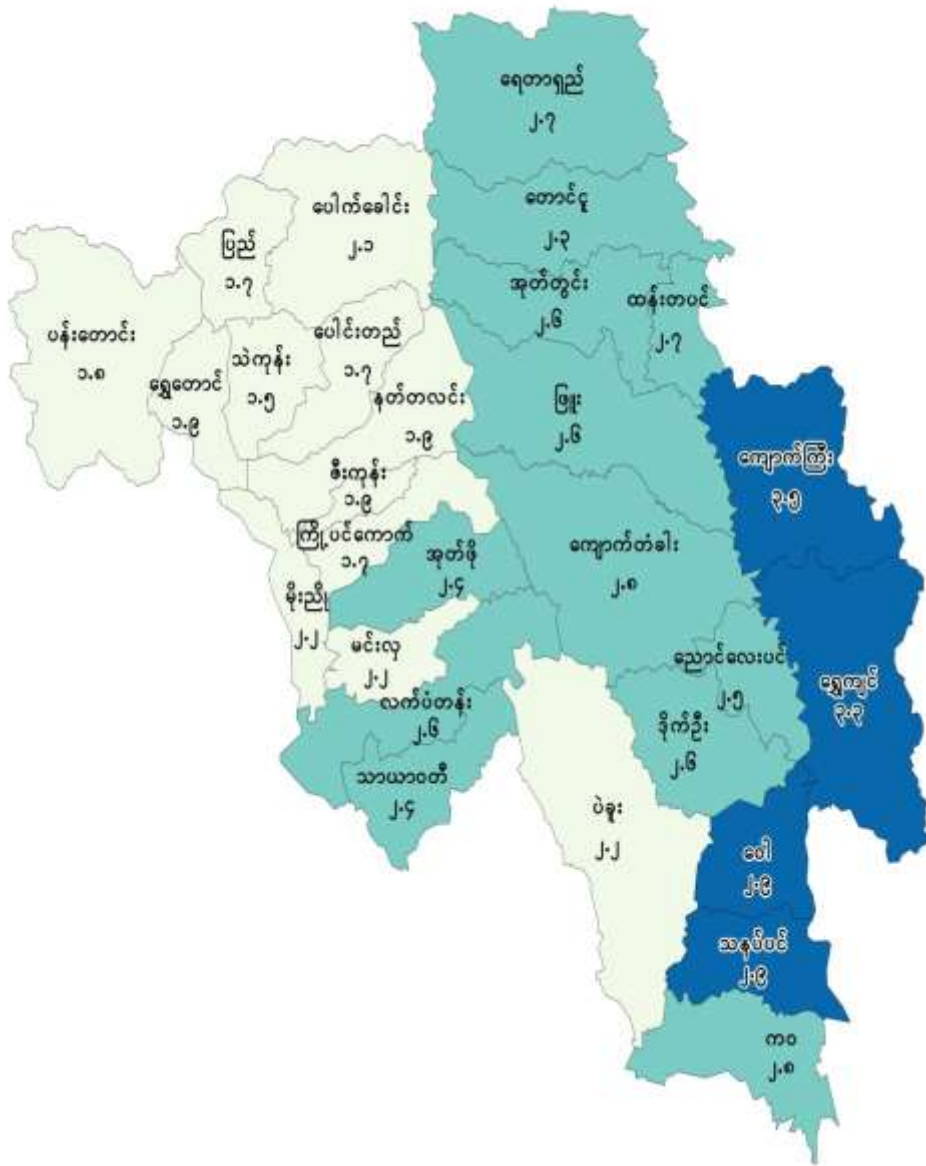 ရေတာရှည်
၂.၇
တောင်ငူ
၂.၃
ပေါက်ခေါင်း
၂.၁
ပြည်
၁.၇
အုတ်တွင်း
၂.၆
ထန်းတပင်
၂.၇
ပန်းတောင်း
၁.၈
ပေါင်းတည်
၁.၇
သဲကုန်း
၁.၅
ရွှေတောင်
၁.၉
နတ်တလင်း
၁.၉
ဖြူး
၂.၆
ကျောက်ကြီး
၃.၅
ဇီးကုန်း
၁.၉
ကြို့ပင်ကောက်
၁.၇
အုတ်ဖို
၂.၄
ကျောက်တံခါး
၂.၈
မိုးညို
၂.၂
မင်းလှ
၂.၂
ညောင်လေးပင်
၂.၅
ရွှေကျင်
၃.၃
လက်ပံတန်း
၂.၆
ဒိုက်ဦး
၂.၆
သာယာဝတီ
၂.၄
ပဲခူး
၂.၂
ဝေါ
၂.၉
သနပ်ပင်
၂.၉
ကဝ
၂.၈